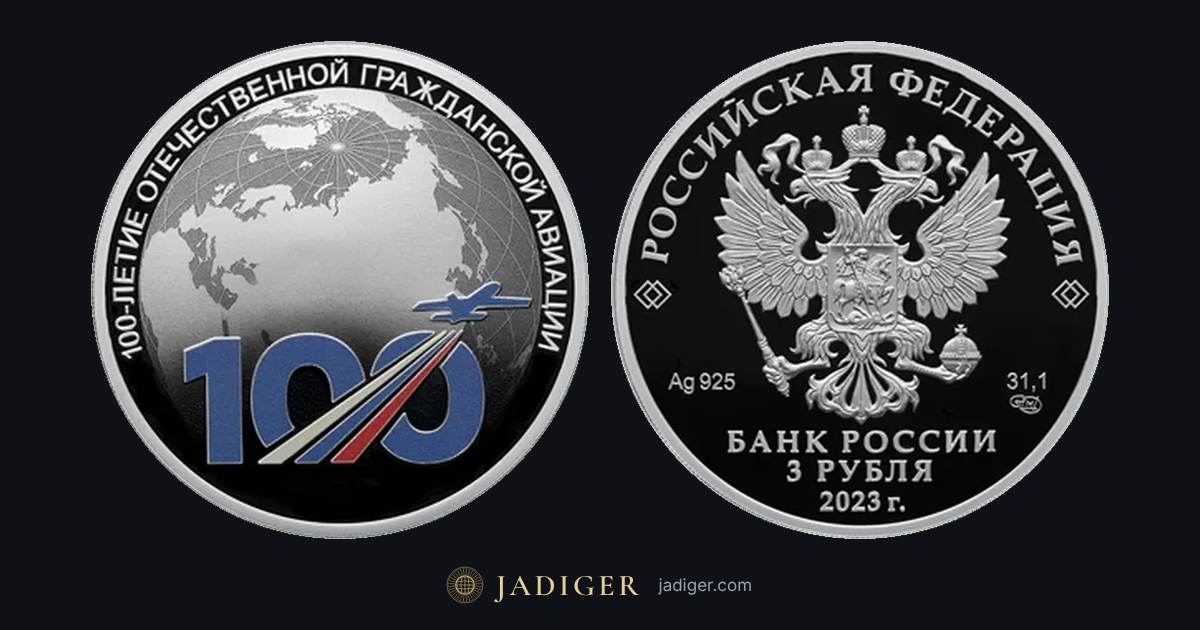 100-ЛЕТИЕ ОТЕЧЕСТВЕННОЙ ГРАЖДАНСКОЙ АВИАЦИИ
100
РОССИЙСКАЯ ФЕДЕРАЦИЯ
Ag 925
31,1
БАНК РОССИИ
3 РУБЛЯ
2023 г.
JADIGER
jadiger.com